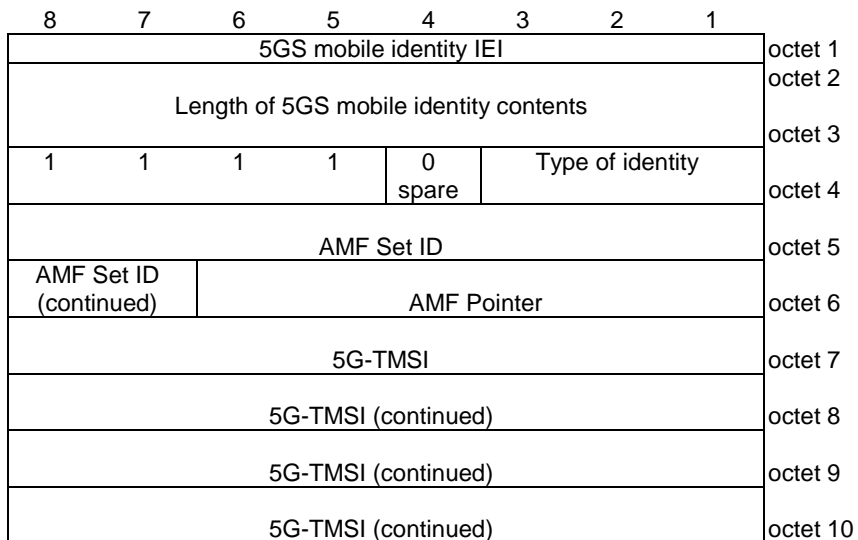 8 7 6 5 4 3 2 1
5GS mobile identity IEI octet 1
octet 2
Length of 5GS mobile identity contents
octet 3
1 1 1 1 0 Type of identity
spare octet 4
AMF Set ID octet 5
AMF Set ID
(continued) AMF Pointer octet 6
5G-TMSI octet 7
5G-TMSI (continued) octet 8
5G-TMSI (continued) octet 9
5G-TMSI (continued) octet 10